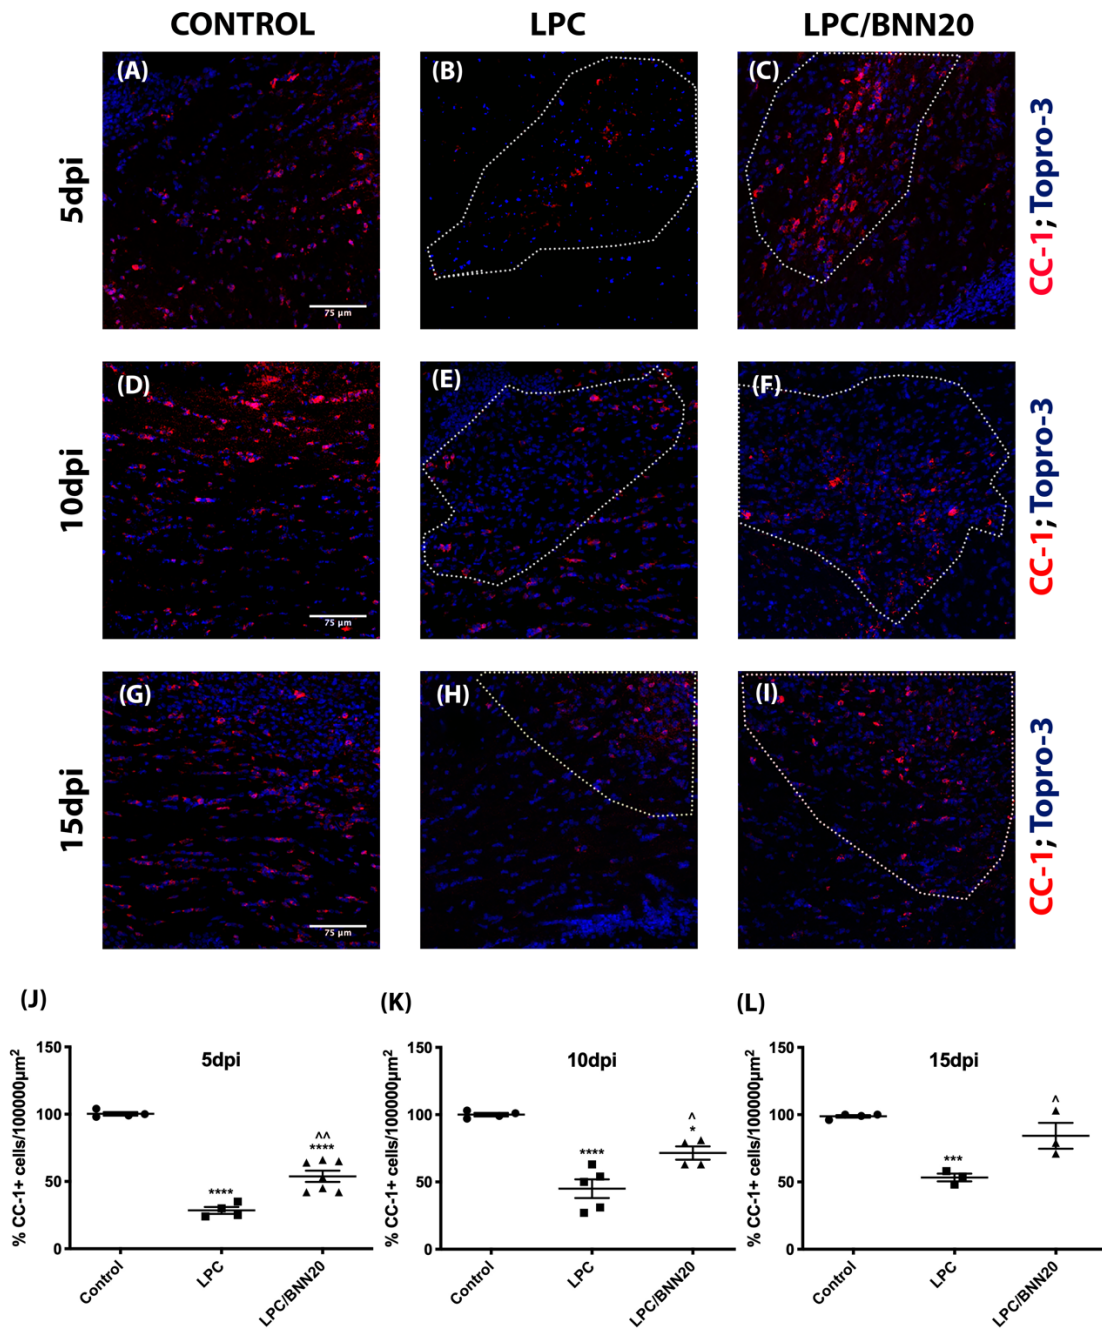 CONTROL LPC LPC/BNN20
(A) (B) (C)
5dpi
75 µm
CC-1; Topro-3
(D) (E) (F)
10dpi
75 µm
CC-1; Topro-3
(G) (H) (I)
15dpi
75 µm
CC-1; Topro-3
(J) (K) (L)
5dpi
% CC-1+ cells/100000µm²
150
100
50
0
^^
****
****
Control
LPC
LPC/BNN20
10dpi
% CC-1+ cells/100000µm²
150
100
50
0
^
*
****
Control
LPC
LPC/BNN20
15dpi
% CC-1+ cells/100000µm²
150
100
50
0
^
***
Control
LPC
LPC/BNN20